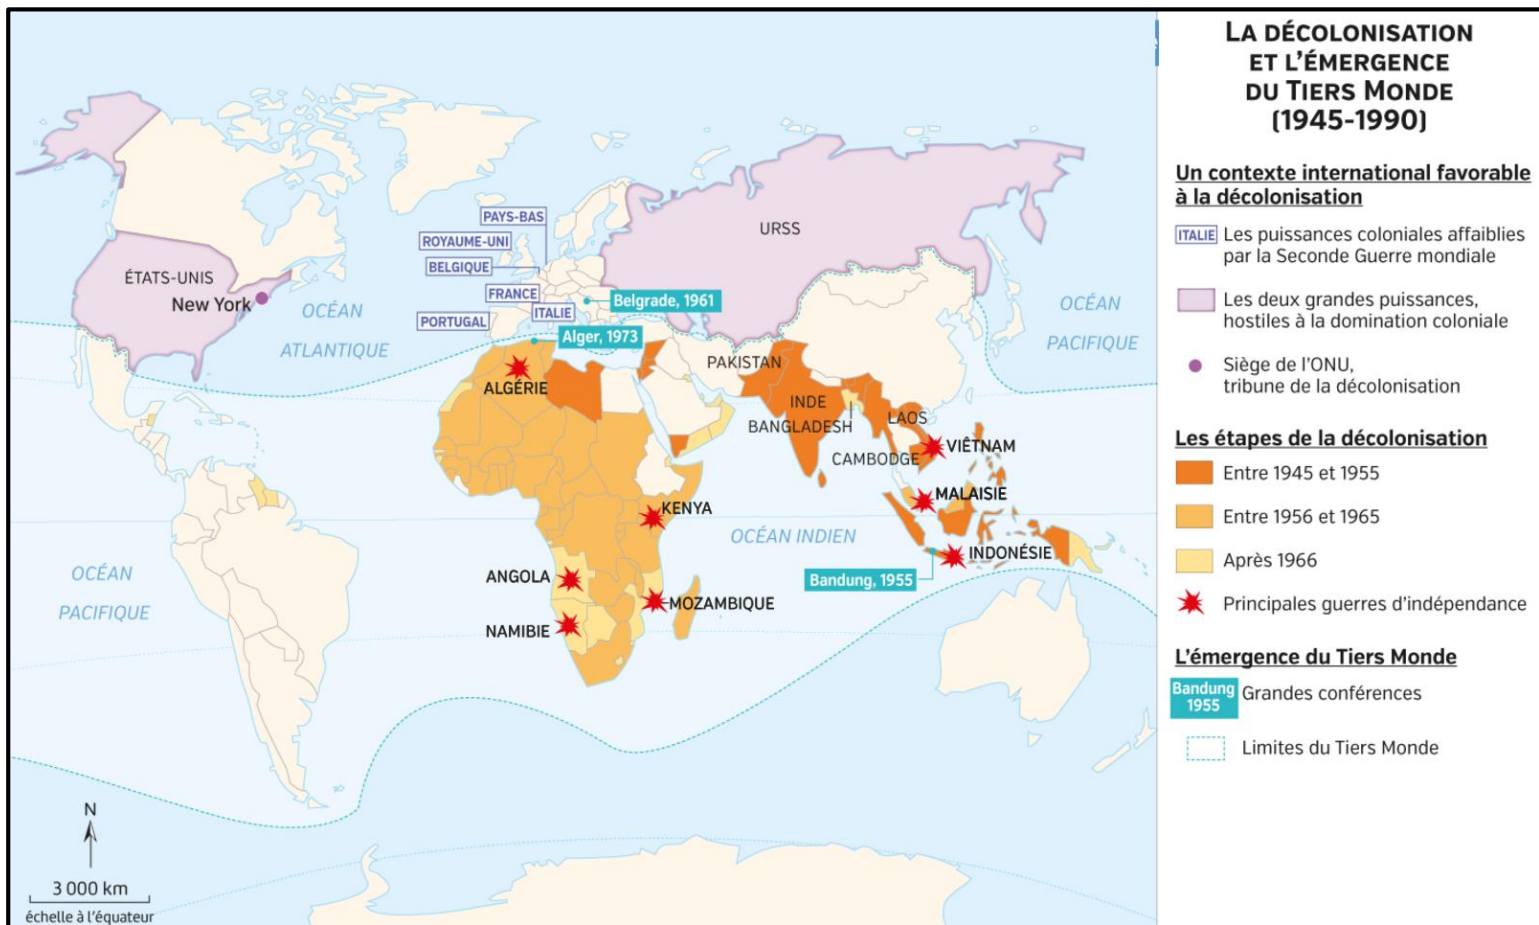 LA DÉCOLONISATION
ET L'ÉMERGENCE
DU TIERS MONDE
(1945-1990)
Un contexte international favorable
à la décolonisation
ITALIE Les puissances coloniales affaiblies
par la Seconde Guerre mondiale
Les deux grandes puissances,
hostiles à la domination coloniale
Siège de l'ONU,
tribune de la décolonisation
Les étapes de la décolonisation
Entre 1945 et 1955
Entre 1956 et 1965
Après 1966
Principales guerres d'indépendance
L'émergence du Tiers Monde
Bandung
1955
Grandes conférences
Limites du Tiers Monde
PAYS-BAS
ROYAUME-UNI
BELGIQUE
FRANCE
ITALIE
PORTUGAL
URSS
ÉTATS-UNIS
New York
OCÉAN
ATLANTIQUE
Belgrade, 1961
Alger, 1973
OCÉAN
PACIFIQUE
ALGÉRIE
PAKISTAN
INDE
BANGLADESH
LAOS
VIÊTNAM
CAMBODGE
MALAISIE
KENYA
OCÉAN INDIEN
INDONÉSIE
Bandung, 1955
ANGOLA
MOZAMBIQUE
NAMIBIE
OCÉAN
PACIFIQUE
N
3 000 km
échelle à l'équateur